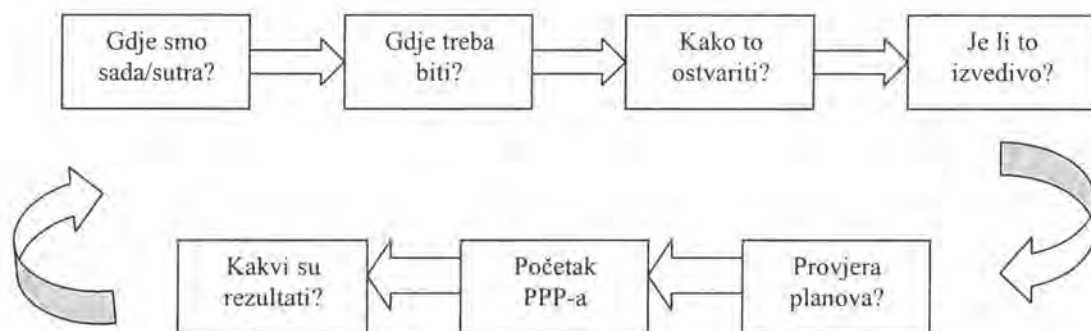 Gdje smo
sada/sutra?
Gdje treba
biti?
Kako to
ostvariti?
Je li to
izvedivo?
Provjera
planova?
Početak
PPP-a
Kakvi su
rezultati?